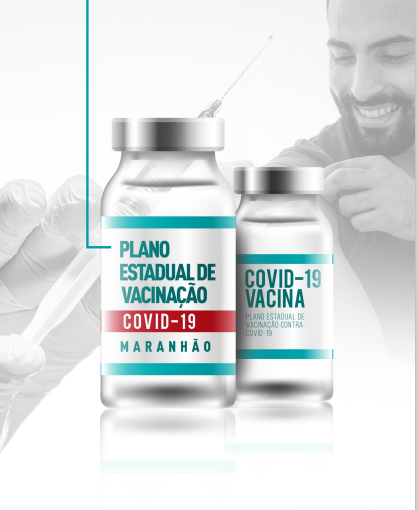 PLANO
ESTADUAL DE
VACINAÇÃO
COVID-19
MARANHÃO
COVID-19
VACINA
PLANO ESTADUAL DE
VACINAÇÃO CONTRA
COVID-19